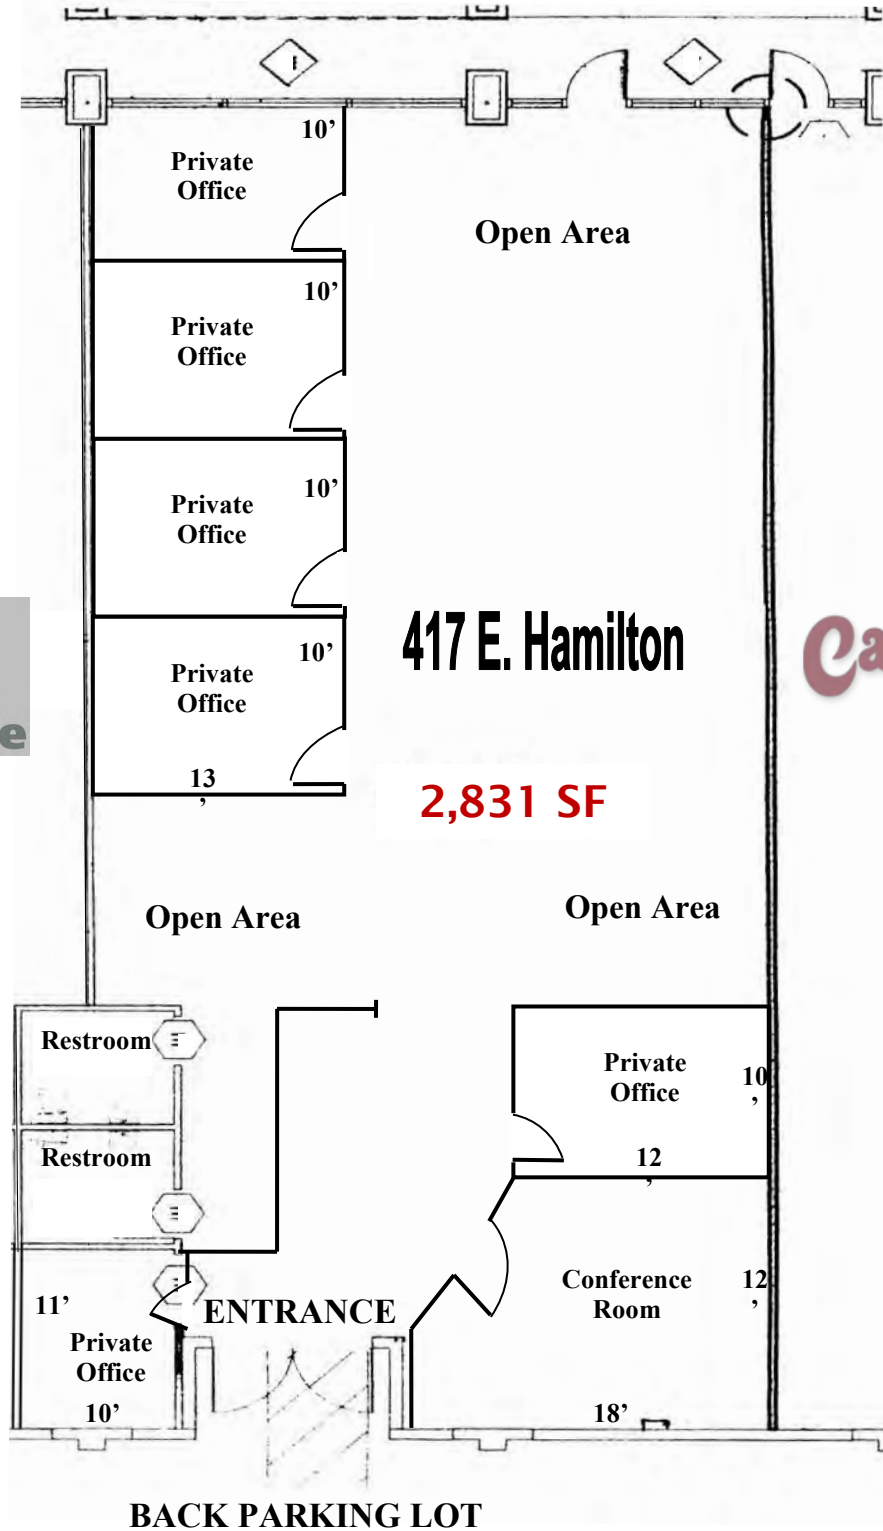 10’
Private
Office
Open Area
10’
Private
Office
10’
Private
Office
417 E. Hamilton
10’
Private
Office
Ca
e
13
’
2,831 SF
Open Area
Open Area
Restroom
Private
Office
10
’
Restroom
12
’
11’
Private
Office
10’
ENTRANCE
Conference
Room
12
’
18’
BACK PARKING LOT